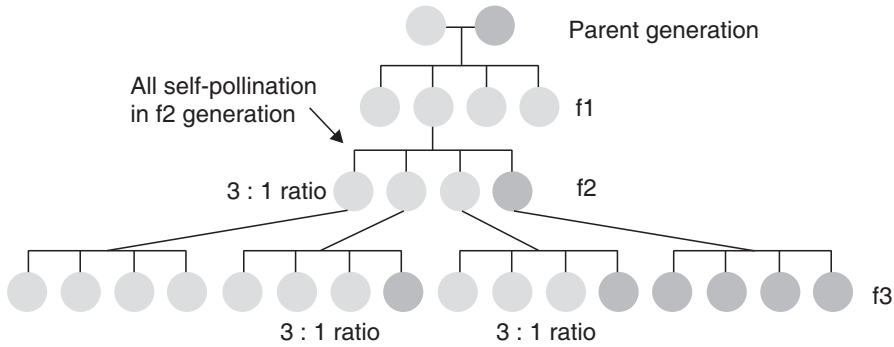 Parent generation
All self-pollination
in f2 generation
f1
3 : 1 ratio
f2
f3
3 : 1 ratio
3 : 1 ratio